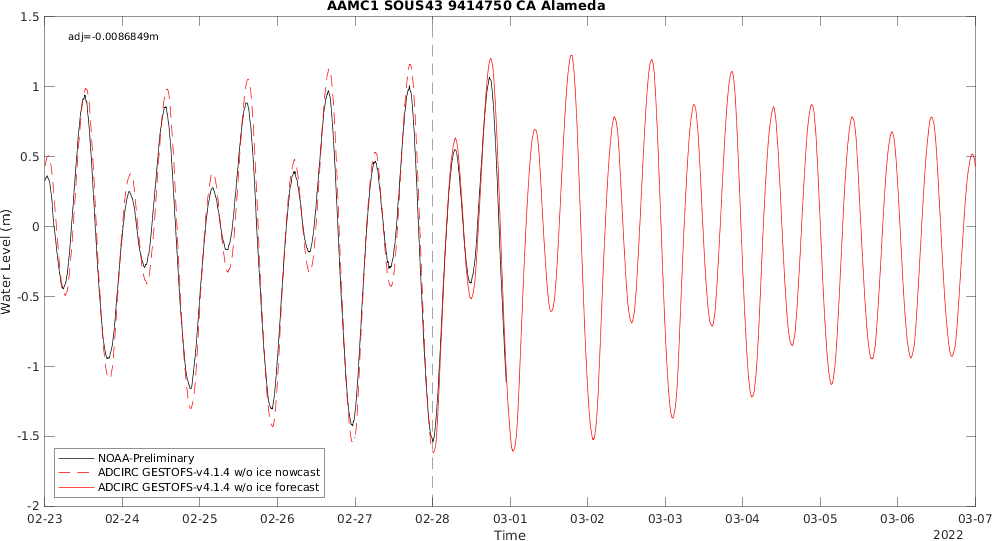 AAMC1 SOUS43 9414750 CA Alameda
adj=-0.0086849m
1.5
1
0.5
0
-0.5
-1
-1.5
-2
Water Level (m)
NOAA-Preliminary
ADCIRC GESTOFS-v4.1.4 w/o ice nowcast
ADCIRC GESTOFS-v4.1.4 w/o ice forecast
02-23 02-24 02-25 02-26 02-27 02-28 03-01 03-02 03-03 03-04 03-05 03-06 03-07
Time
2022